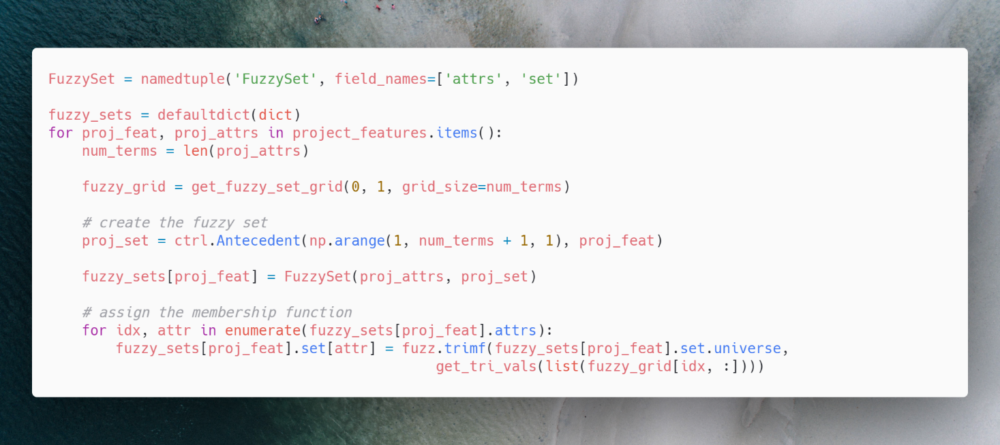 FuzzySet = namedtuple('FuzzySet', field_names=['attrs', 'set'])

fuzzy_sets = defaultdict(dict)
for proj_feat, proj_attrs in project_features.items():
    num_terms = len(proj_attrs)

    fuzzy_grid = get_fuzzy_set_grid(0, 1, grid_size=num_terms)

    # create the fuzzy set
    proj_set = ctrl.Antecedent(np.arange(1, num_terms + 1, 1), proj_feat)

    fuzzy_sets[proj_feat] = FuzzySet(proj_attrs, proj_set)

    # assign the membership function
    for idx, attr in enumerate(fuzzy_sets[proj_feat].attrs):
        fuzzy_sets[proj_feat].set[attr] = fuzz.trimf(fuzzy_sets[proj_feat].set.universe,
                                              get_tri_vals(list(fuzzy_grid[idx, :])))